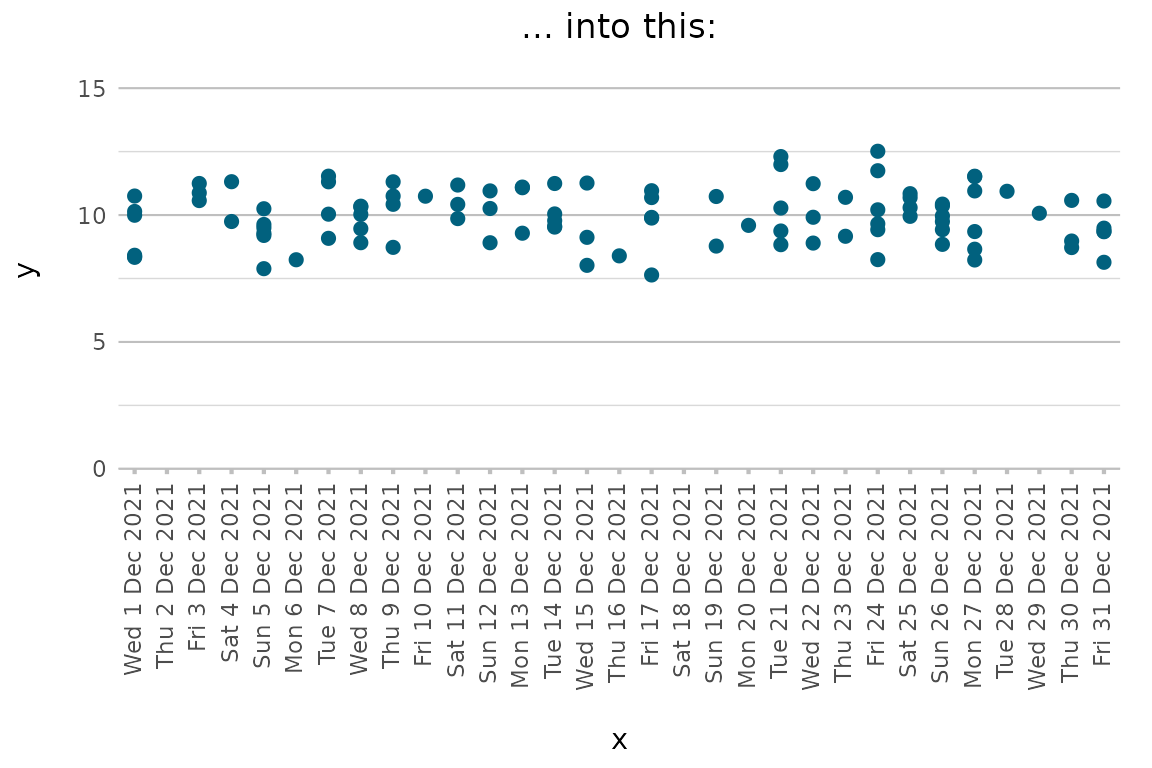 ... into this:
15
10
5
0
y
Wed 1 Dec 2021
Thu 2 Dec 2021
Fri 3 Dec 2021
Sat 4 Dec 2021
Sun 5 Dec 2021
Mon 6 Dec 2021
Tue 7 Dec 2021
Wed 8 Dec 2021
Thu 9 Dec 2021
Fri 10 Dec 2021
Sat 11 Dec 2021
Sun 12 Dec 2021
Mon 13 Dec 2021
Tue 14 Dec 2021
Wed 15 Dec 2021
Thu 16 Dec 2021
Fri 17 Dec 2021
Sat 18 Dec 2021
Sun 19 Dec 2021
Mon 20 Dec 2021
Tue 21 Dec 2021
Wed 22 Dec 2021
Thu 23 Dec 2021
Fri 24 Dec 2021
Sat 25 Dec 2021
Sun 26 Dec 2021
Mon 27 Dec 2021
Tue 28 Dec 2021
Wed 29 Dec 2021
Thu 30 Dec 2021
Fri 31 Dec 2021
x